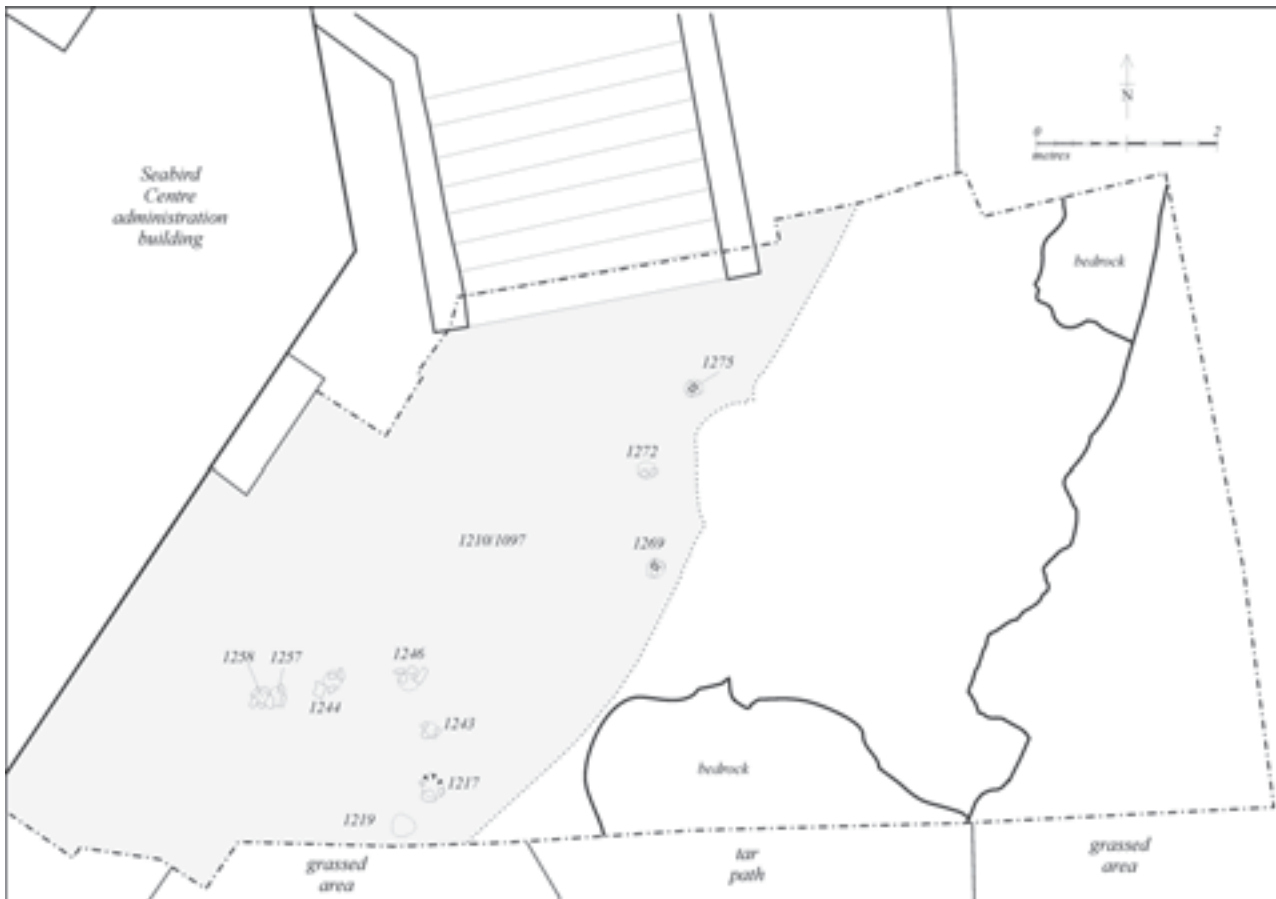 Seabird
Centre
administration
building
N
0
metres
bedrock
1275
1272
1210/1097
1269
1258 1257
1246
1244
1243
1217
1219
bedrock
grassed
area
tar
path
grassed
area